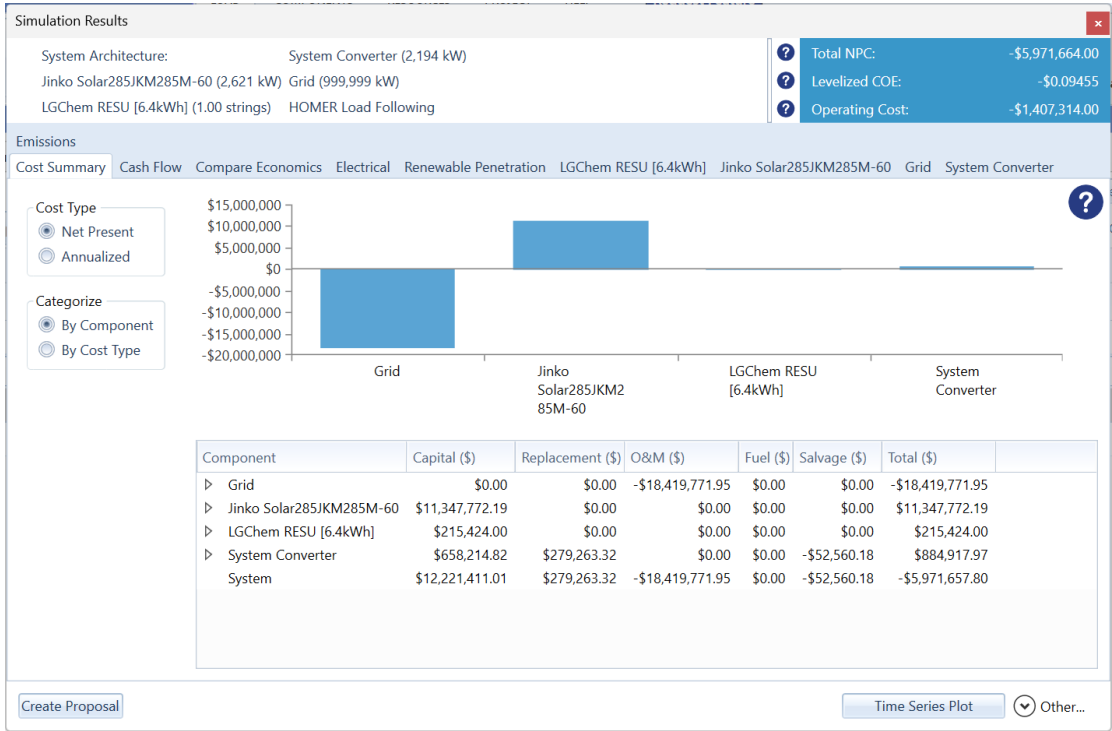 Simulation Results
System Architecture:
System Converter (2,194 kW)
Jinko Solar285JKM285M-60 (2,621 kW) Grid (999,999 kW)
LGChem RESU [6.4kWh] (1.00 strings) HOMER Load Following
Total NPC: -$5,971,664.00
Levelized COE: -$0.09455
Operating Cost: -$1,407,314.00
Emissions
Cost Summary Cash Flow Compare Economics Electrical Renewable Penetration LGChem RESU [6.4kWh] Jinko Solar285JKM285M-60 Grid System Converter
Cost Type
Net Present
Annualized
Categorize
By Component
By Cost Type
$15,000,000
$10,000,000
$5,000,000
$0
-$5,000,000
-$10,000,000
-$15,000,000
-$20,000,000
Grid
Jinko
Solar285JKM2
85M-60
LGChem RESU
[6.4kWh]
System
Converter
Component Capital ($) Replacement ($) O&M ($) Fuel ($) Salvage ($) Total ($)
Grid $0.00 $0.00 -$18,419,771.95 $0.00 $0.00 -$18,419,771.95
Jinko Solar285JKM285M-60 $11,347,772.19 $0.00 $0.00 $0.00 $0.00 $11,347,772.19
LGChem RESU [6.4kWh] $215,424.00 $0.00 $0.00 $0.00 $0.00 $215,424.00
System Converter $658,214.82 $279,263.32 $0.00 $0.00 -$52,560.18 $884,917.97
System $12,221,411.01 $279,263.32 -$18,419,771.95 $0.00 -$52,560.18 -$5,971,657.80
Create Proposal
Time Series Plot
Other...